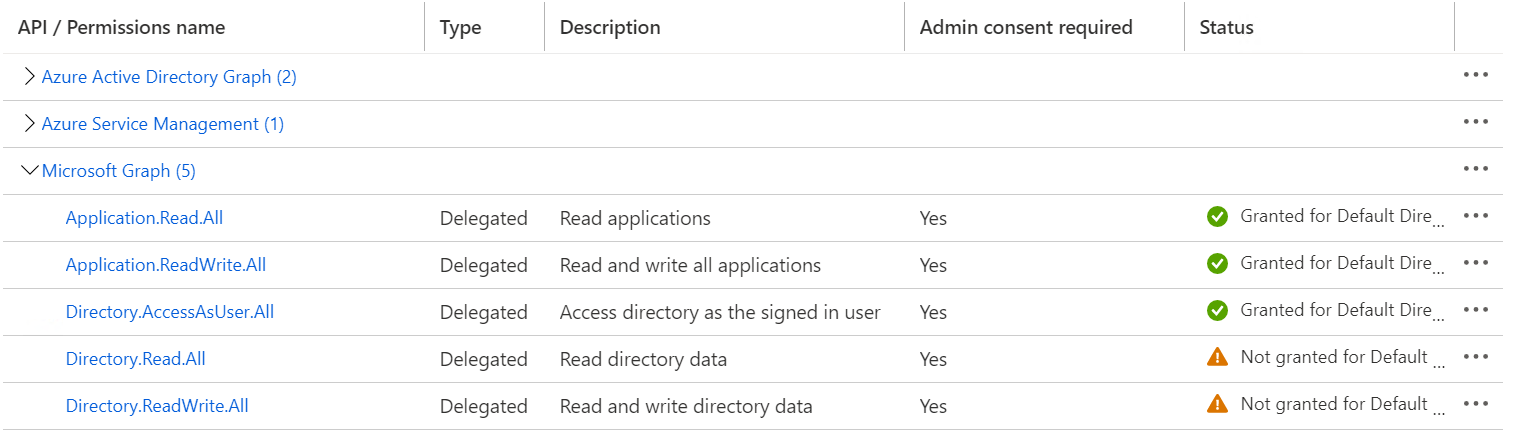 API / Permissions name Type Description Admin consent required Status
Azure Active Directory Graph (2) ...
Azure Service Management (1) ...
Microsoft Graph (5) ...
Application.Read.All Delegated Read applications Yes Granted for Default Dire... ...
Application.ReadWrite.All Delegated Read and write all applications Yes Granted for Default Dire... ...
Directory.AccessAsUser.All Delegated Access directory as the signed in user Yes Granted for Default Dire... ...
Directory.Read.All Delegated Read directory data Yes Not granted for Default ... ...
Directory.ReadWrite.All Delegated Read and write directory data Yes Not granted for Default ... ...